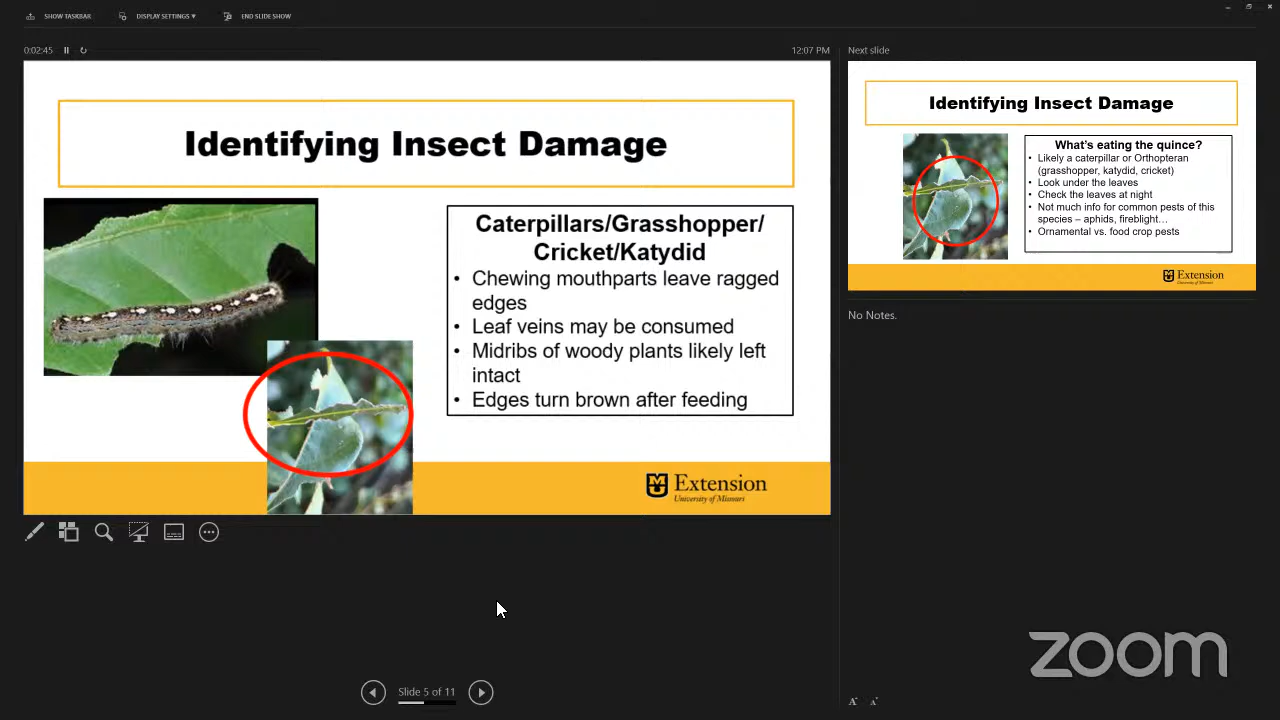 SHOW TASKBAR
DISPLAY SETTINGS ▾
END SLIDE SHOW
0:02:45
12:07 PM
Identifying Insect Damage
Caterpillars/Grasshopper/
Cricket/Katydid
• Chewing mouthparts leave ragged
edges
• Leaf veins may be consumed
• Midribs of woody plants likely left
intact
• Edges turn brown after feeding
Extension
University of Missouri
Slide 5 of 11
Next slide
Identifying Insect Damage
What's eating the quince?
• Likely a caterpillar or Orthopteran
(grasshopper, katydid, cricket)
• Look under the leaves
• Check the leaves at night
• Not much info for common pests of this
species – aphids, fireblight…
• Ornamental vs. food crop pests
Extension
University of Missouri
No Notes.
zoom
A A